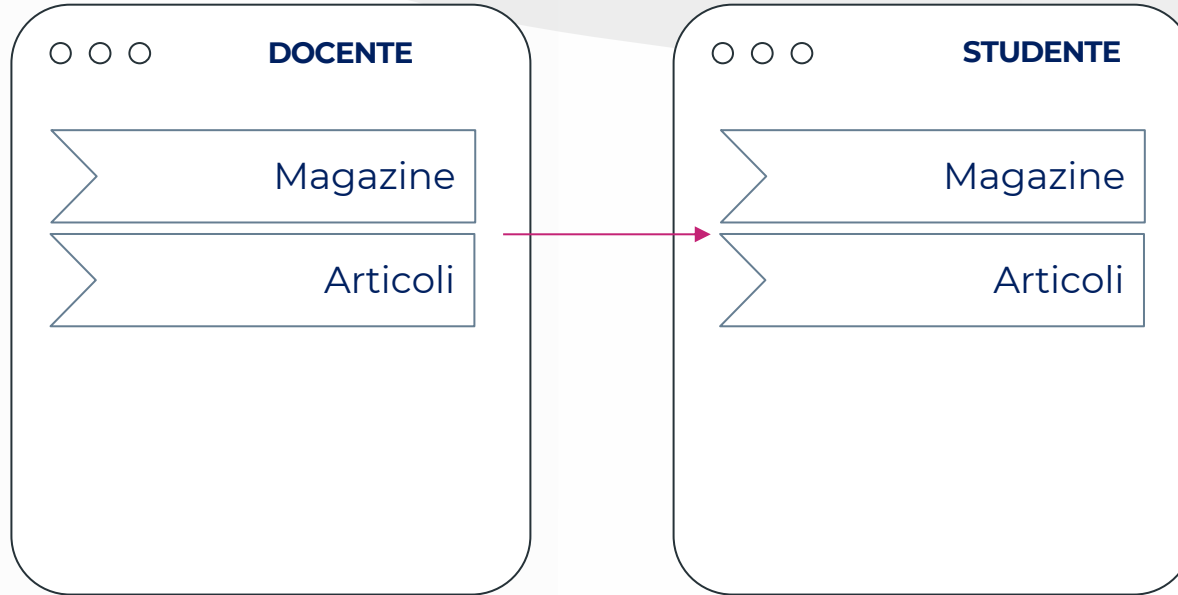 DOCENTE
Magazine
Articoli
STUDENTE
Magazine
Articoli